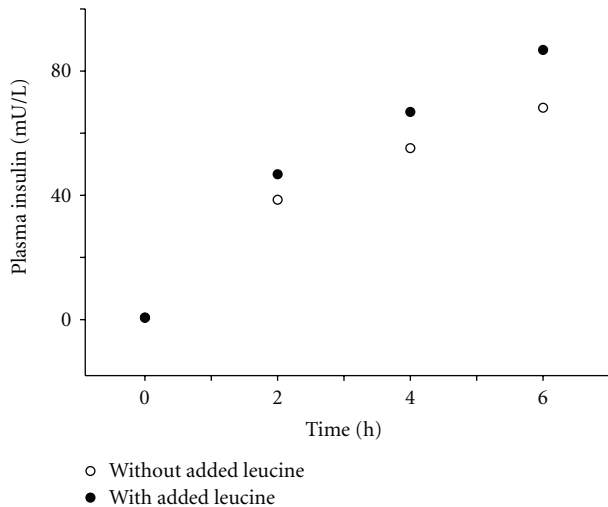 80
40
0
Plasma insulin (mU/L)
0 2 4 6
Time (h)
Without added leucine
With added leucine